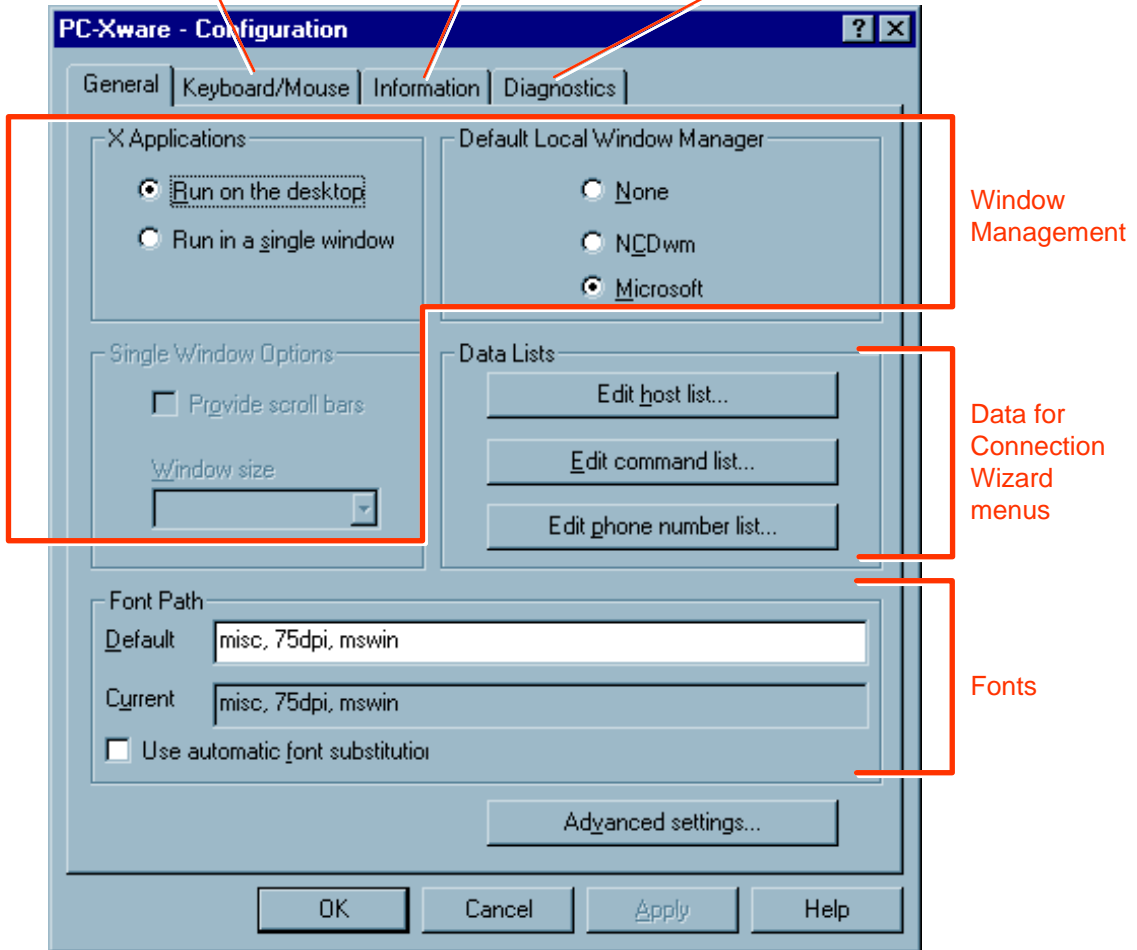 PC-Xware - Configuration
General Keyboard/Mouse Information Diagnostics
X Applications
Run on the desktop
Run in a single window
Default Local Window Manager
None
NCDwm
Microsoft
Window
Management
Single Window Options
Provide scroll bars
Window size
Data Lists
Edit host list...
Edit command list...
Edit phone number list...
Data for
Connection
Wizard
menus
Font Path
Default misc, 75dpi, mswin
Current misc, 75dpi, mswin
Use automatic font substitution
Fonts
Advanced settings...
OK Cancel Apply Help